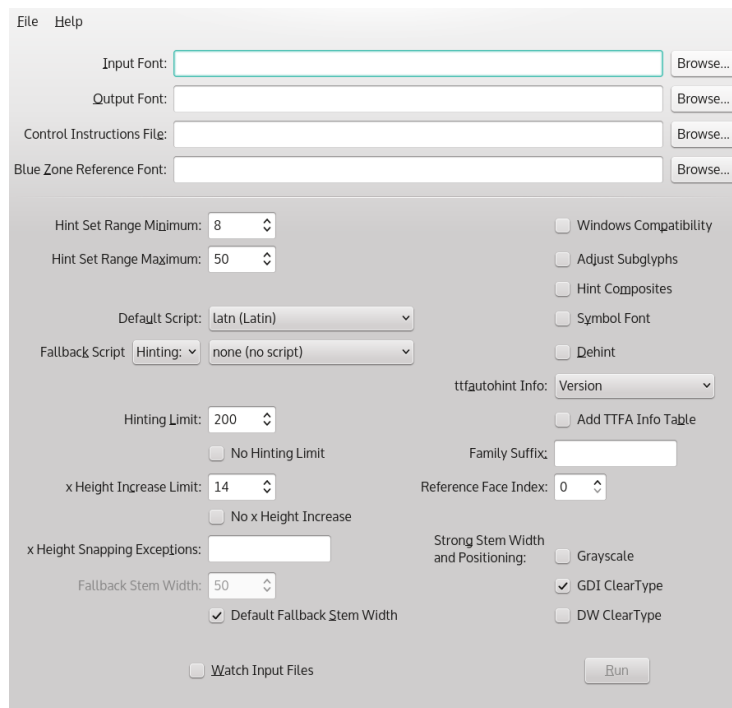 File Help
Input Font: Browse...
Output Font: Browse...
Control Instructions File: Browse...
Blue Zone Reference Font: Browse...
Hint Set Range Minimum: 8 Windows Compatibility
Hint Set Range Maximum: 50 Adjust Subglyphs
Hint Composites
Default Script: latn (Latin) Symbol Font
Fallback Script Hinting: none (no script) Dehint
ttfautohint Info: Version
Hinting Limit: 200 Add TTFA Info Table
No Hinting Limit Family Suffix:
x Height Increase Limit: 14 Reference Face Index: 0
No x Height Increase
x Height Snapping Exceptions: Strong Stem Width
and Positioning: Grayscale
Fallback Stem Width: 50 GDI ClearType
Default Fallback Stem Width DW ClearType
Watch Input Files Run